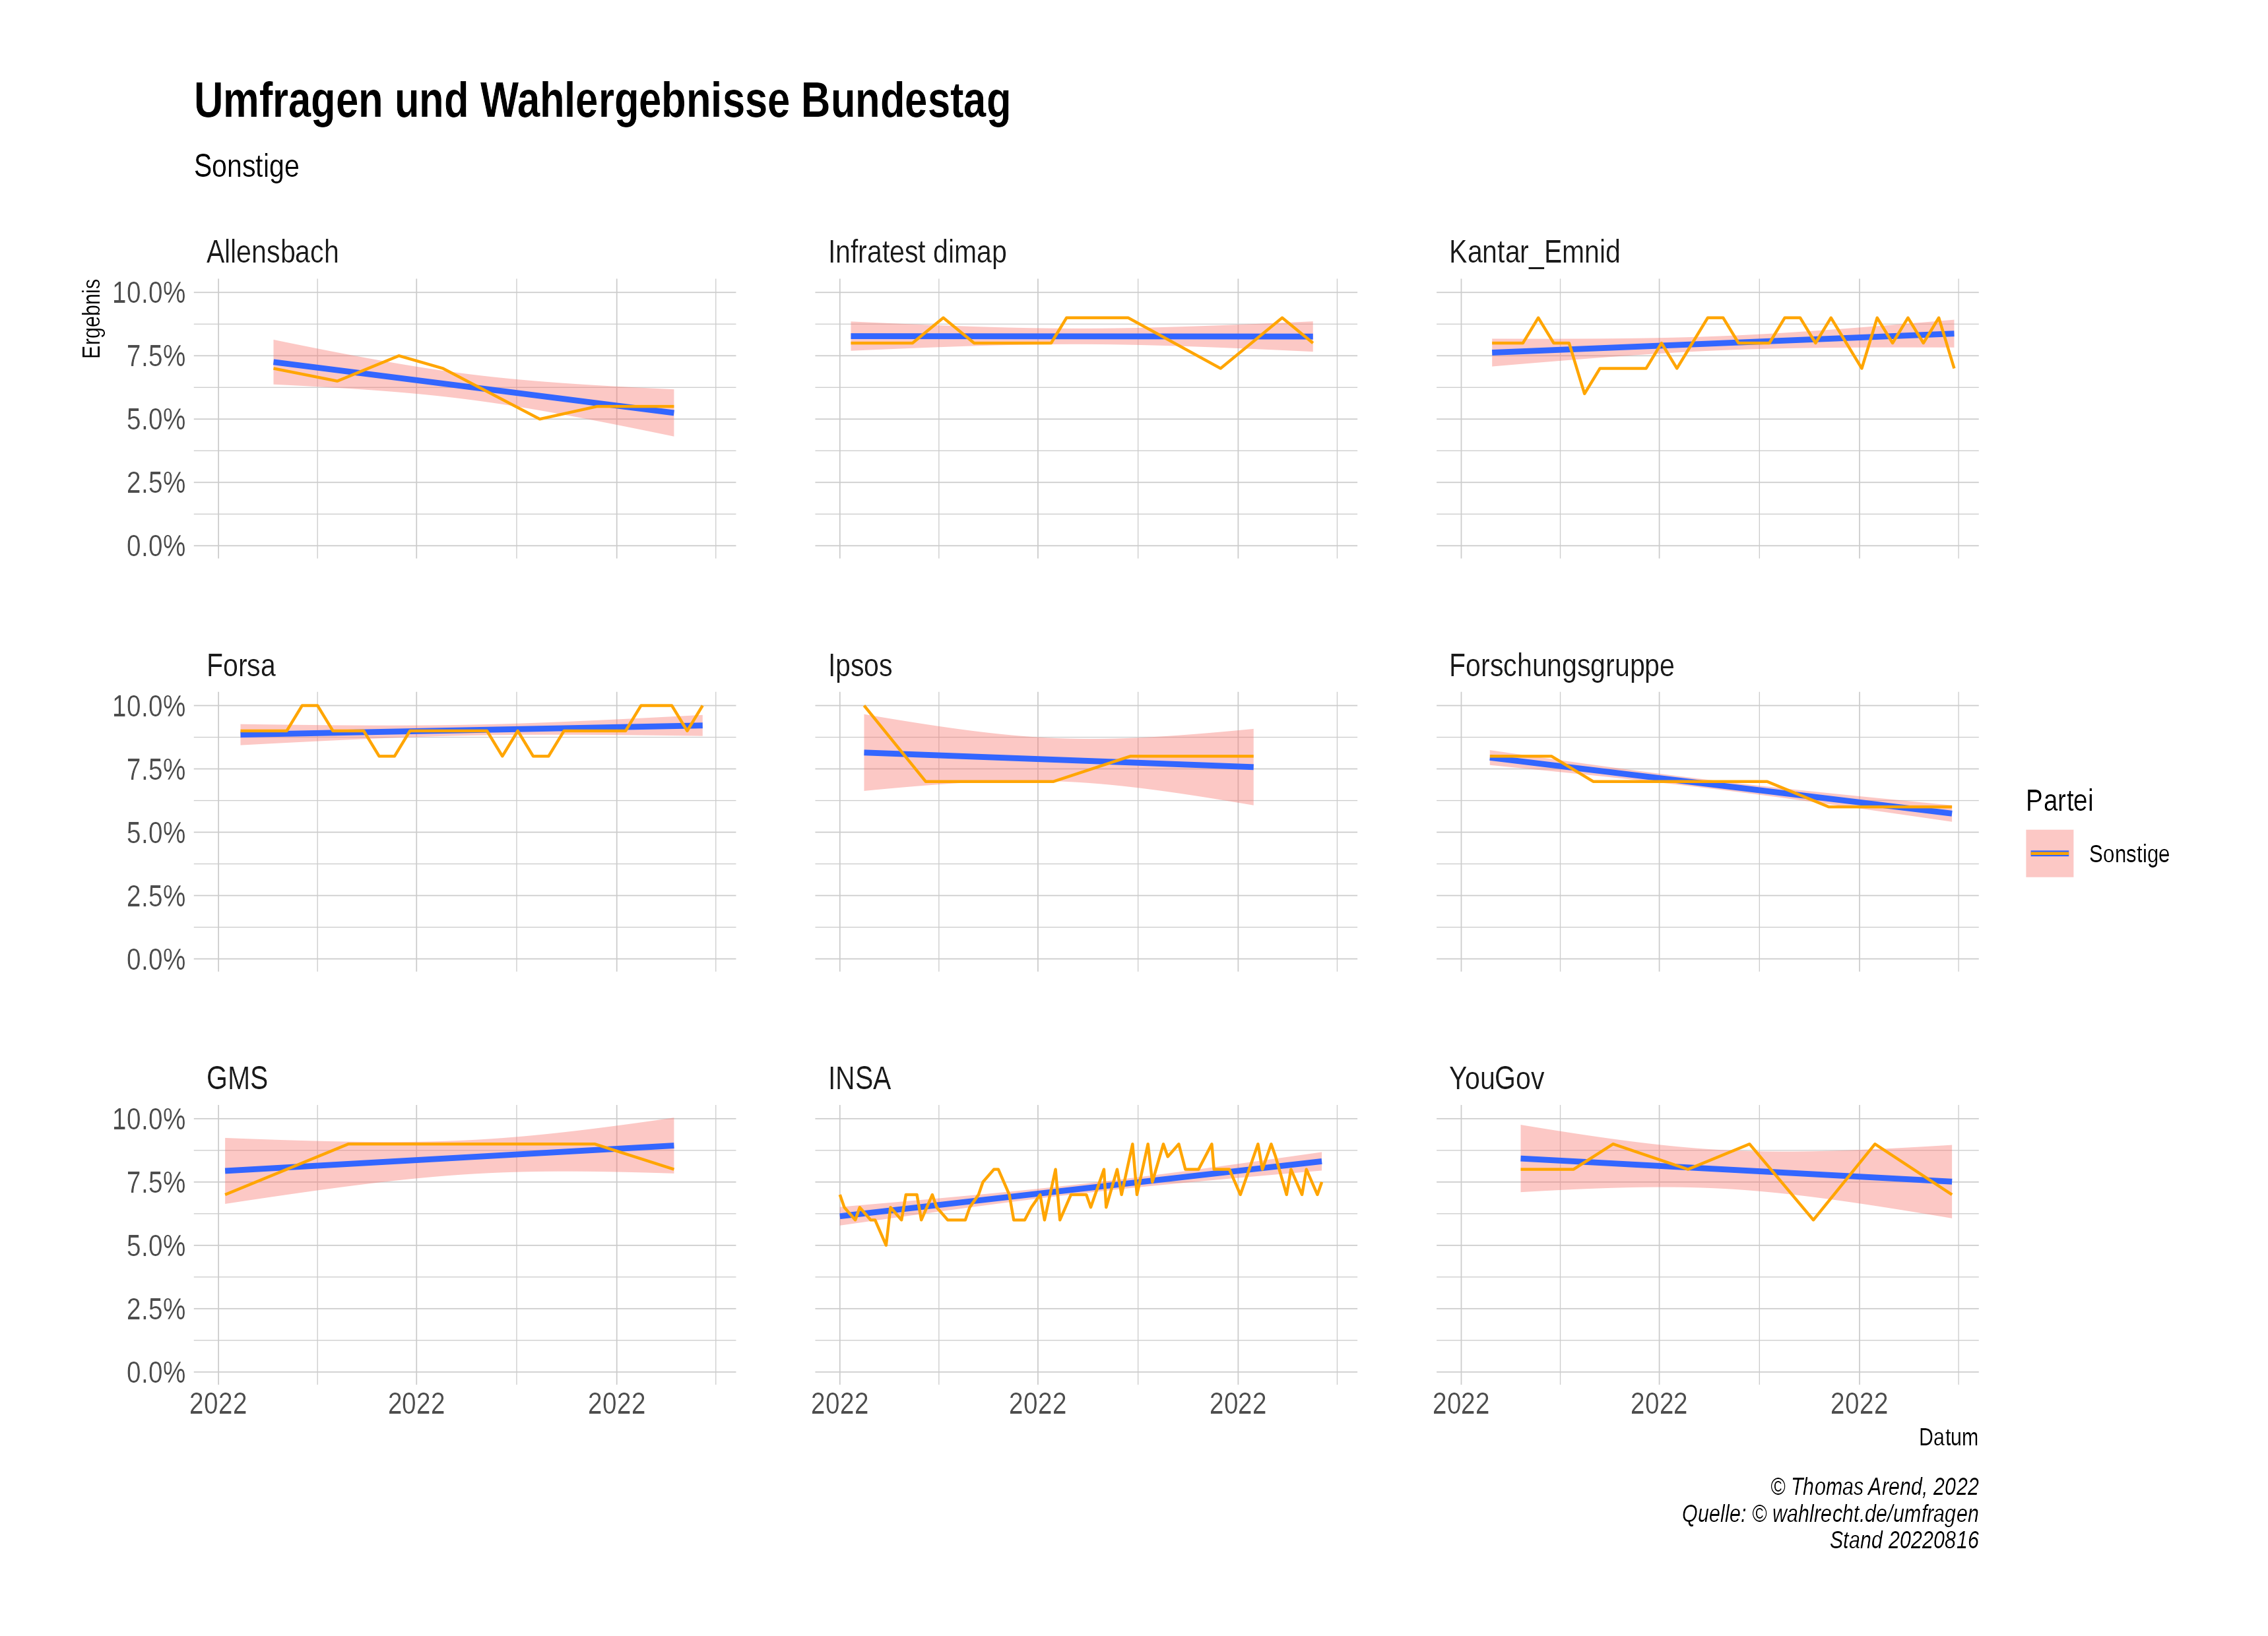 Umfragen und Wahlergebnisse Bundestag
Sonstige
Allensbach
Infratest dimap
Kantar_Emnid
Ergebnis
10.0%
7.5%
5.0%
2.5%
0.0%
Forsa
Ipsos
Forschungsgruppe
10.0%
7.5%
5.0%
2.5%
0.0%
Partei
Sonstige
GMS
INSA
YouGov
10.0%
7.5%
5.0%
2.5%
0.0%
2022 2022 2022 2022 2022 2022 2022 2022 2022
Datum
© Thomas Arend, 2022
Quelle: © wahlrecht.de/umfragen
Stand 20220816